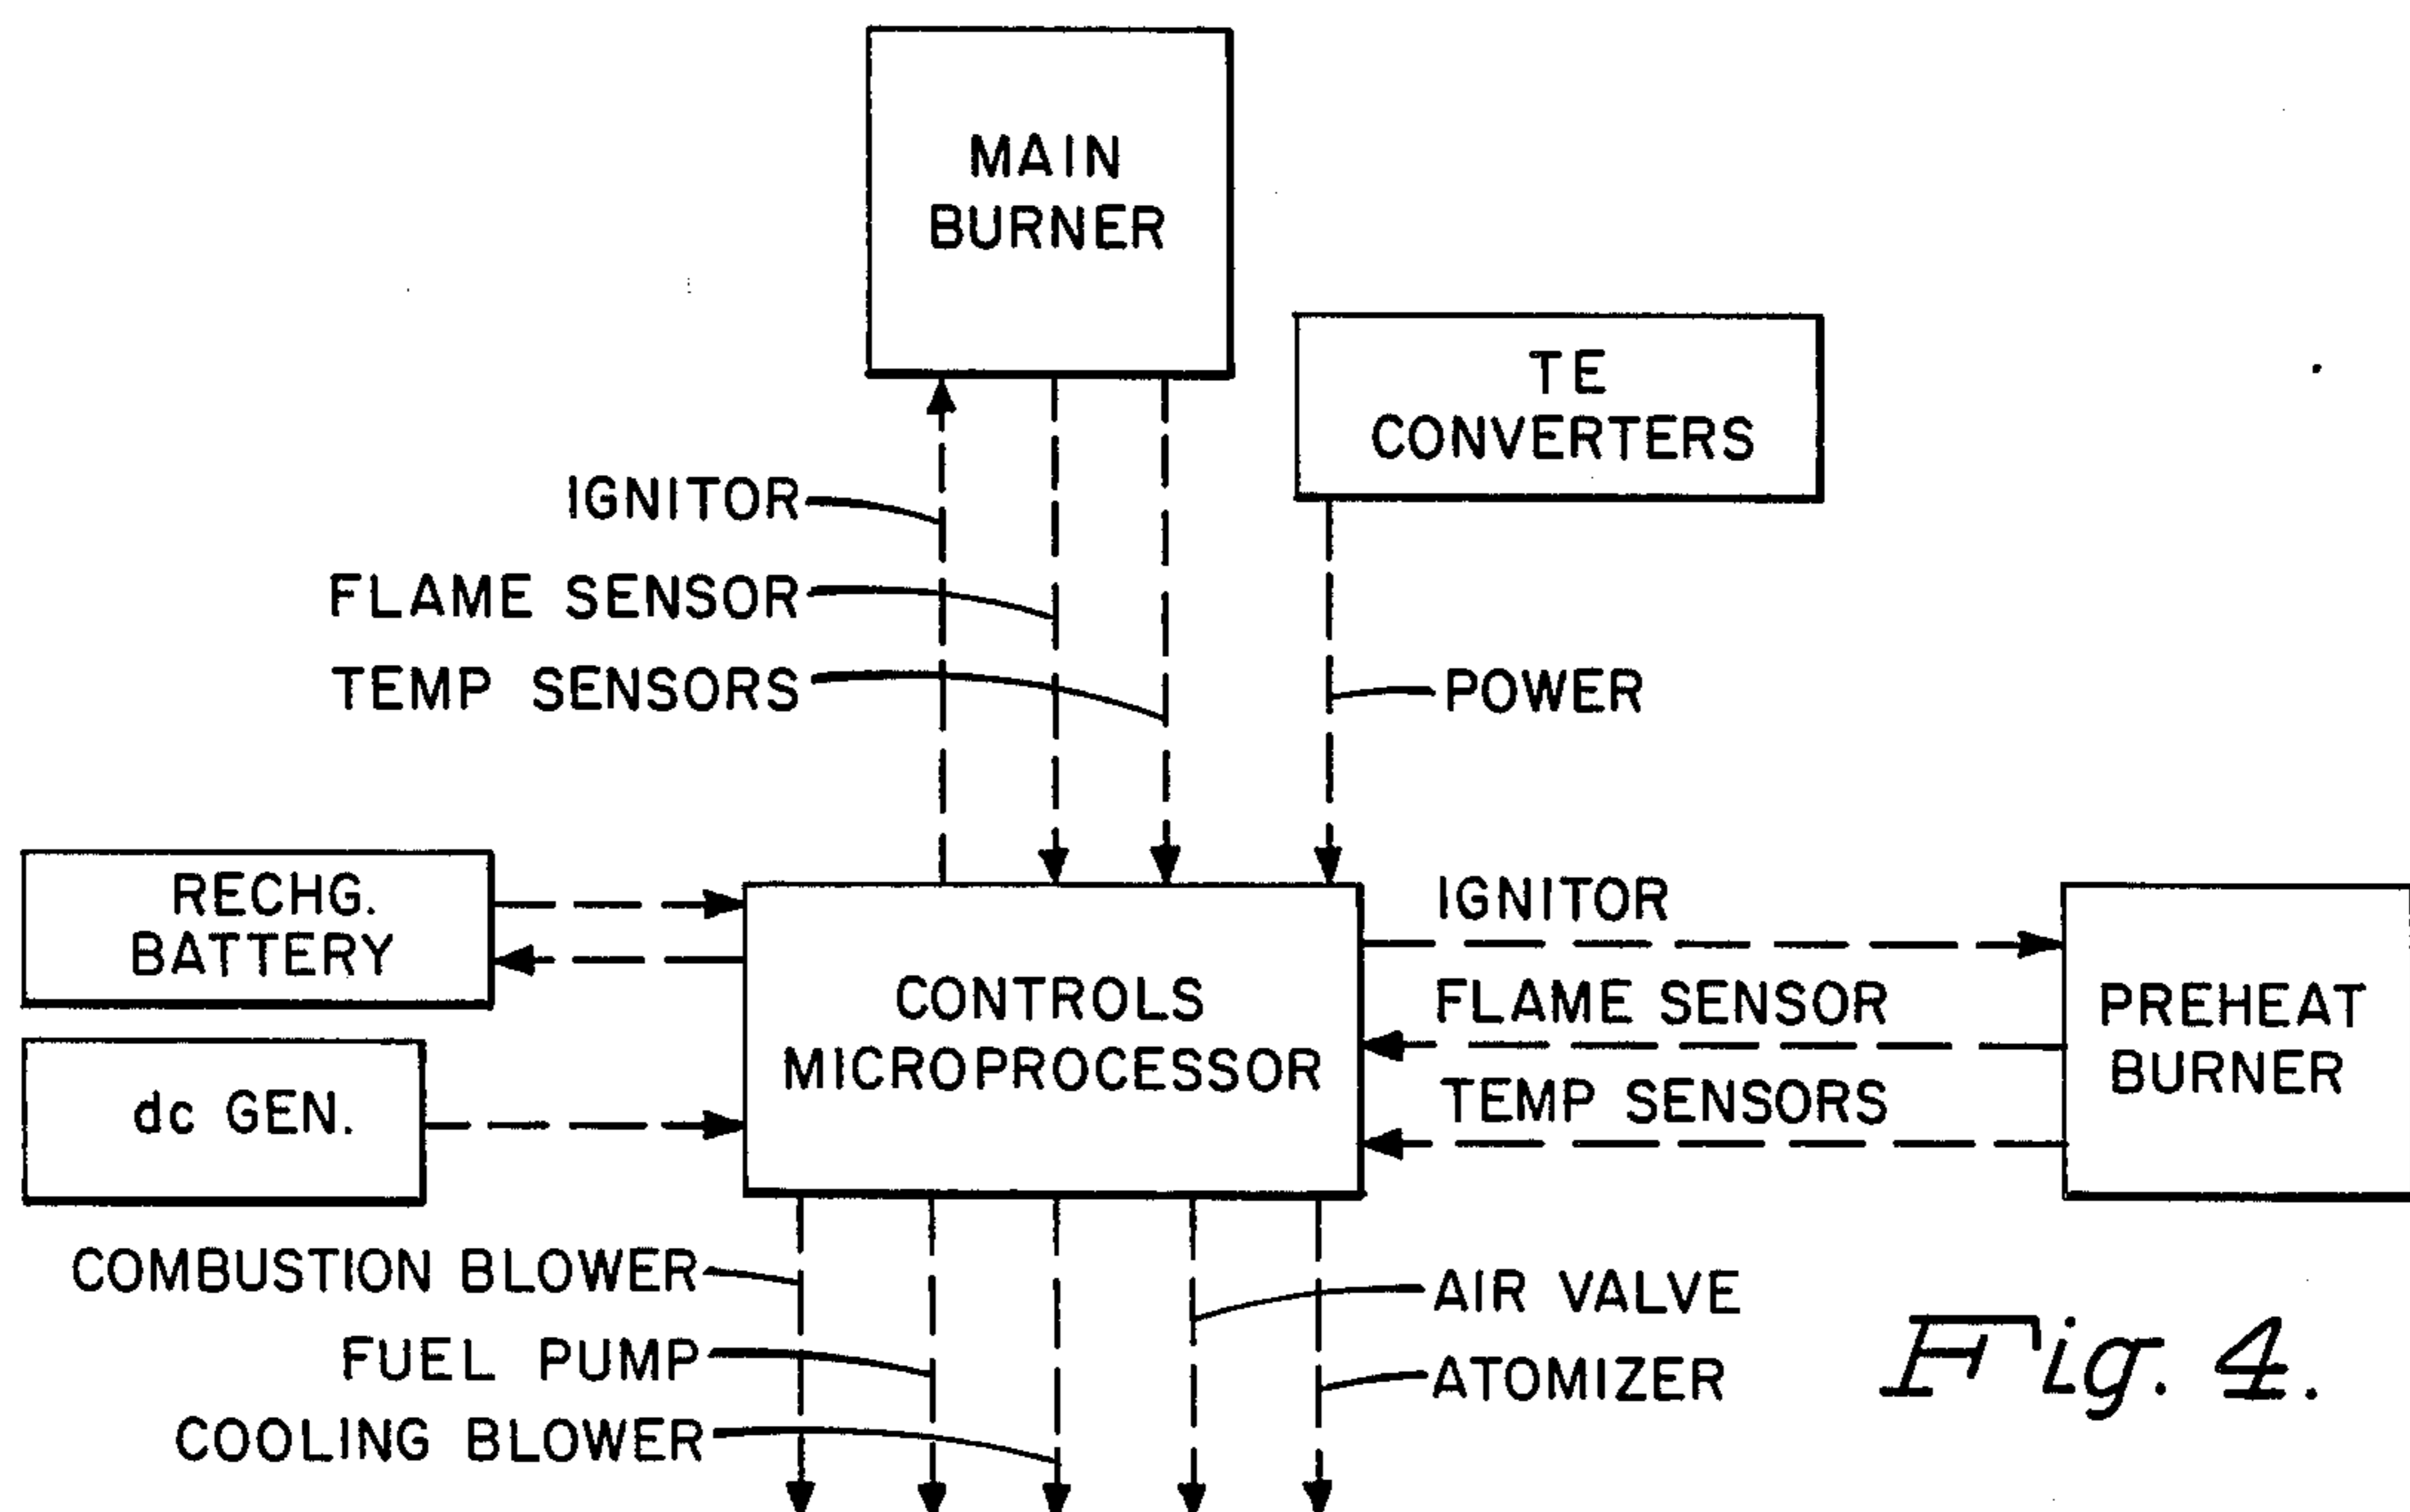 MAIN
BURNER
TE
CONVERTERS
IGNITOR
FLAME SENSOR
TEMP SENSORS
POWER
RECHG.
BATTERY
dc GEN.
CONTROLS
MICROPROCESSOR
IGNITOR
FLAME SENSOR
TEMP SENSORS
PREHEAT
BURNER
COMBUSTION BLOWER
FUEL PUMP
COOLING BLOWER
AIR VALVE
ATOMIZER
Fig. 4.